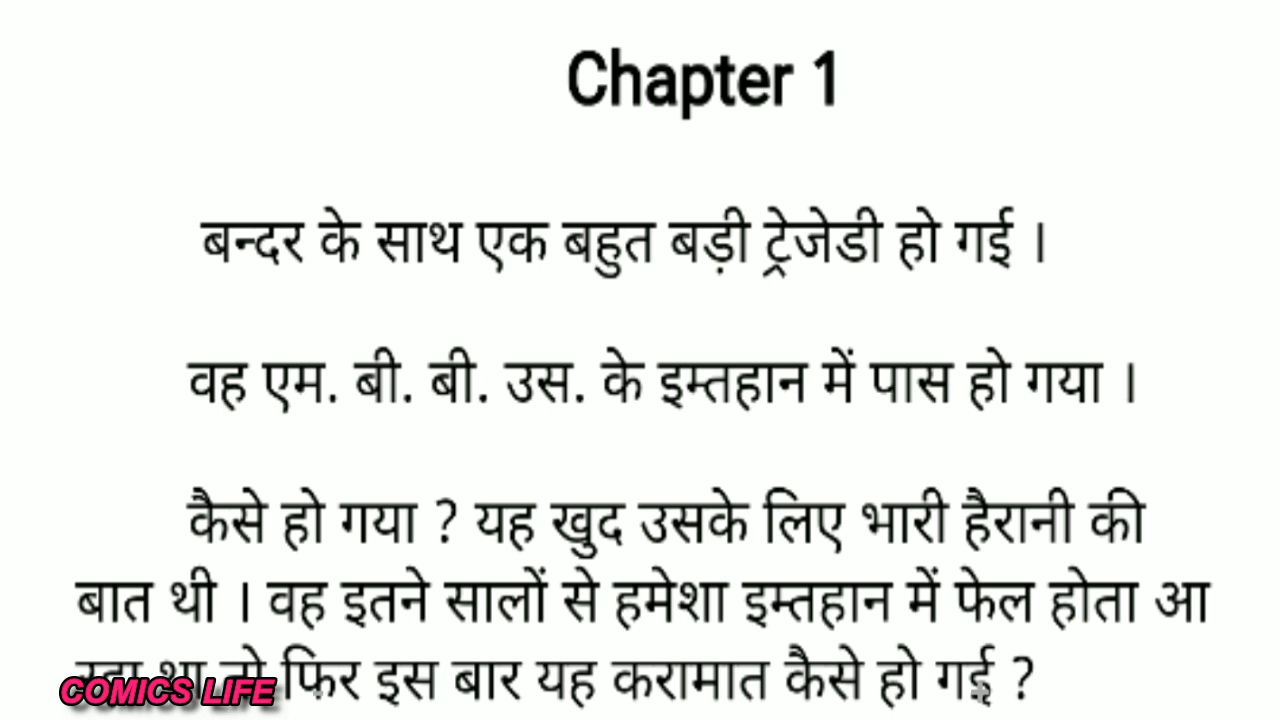 Chapter 1
बन्दर के साथ एक बहुत बड़ी ट्रेजेडी हो गई ।
वह एम. बी. बी. उस. के इम्तहान में पास हो गया ।
कैसे हो गया ? यह खुद उसके लिए भारी हैरानी की
बात थी । वह इतने सालों से हमेशा इम्तहान में फेल होता आ
रहा था तो फिर इस बार यह करामात कैसे हो गई ?
COMICS LIFE